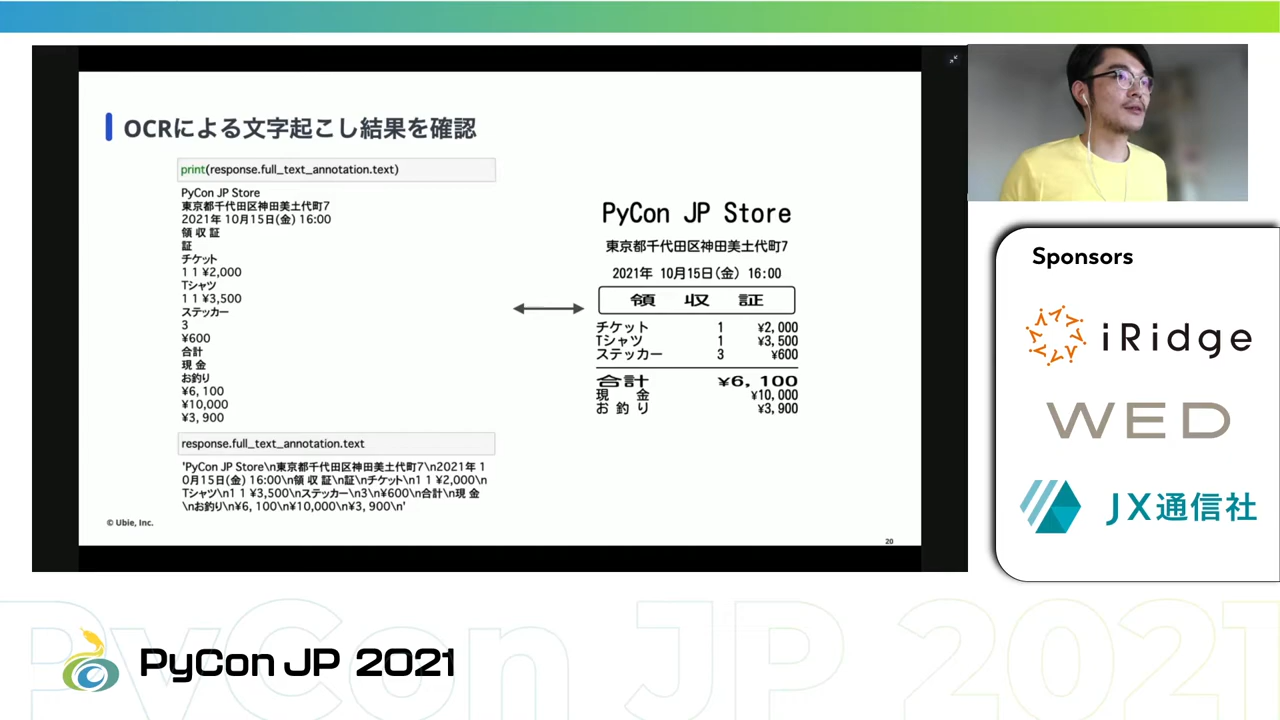 OCRによる文字起こし結果を確認
print(response.full_text_annotation.text)
PyCon JP Store
東京都千代田区神田美土代町7
2021年 10月15日(金) 16:00
領 収 証
証
チケット
1 1 ¥2,000
Tシャツ
1 1 ¥3,500
ステッカー
3
¥600
合計
現 金
お釣り
¥6, 100
¥10,000
¥3, 900
response.full_text_annotation.text
'PyCon JP Store\n東京都千代田区神田美土代町7\n2021年 1
0月15日(金) 16:00\n領 収 証\n証\nチケット\n1 1 ¥2,000\n
Tシャツ\n1 1 ¥3,500\nステッカー\n3\n¥600\n合計\n現 金
\nお釣り\n¥6, 100\n¥10,000\n¥3, 900\n'
PyCon JP Store
東京都千代田区神田美土代町7
2021年 10月15日(金) 16:00
領 収 証
チケット 1 ¥2,000
Tシャツ 1 ¥3,500
ステッカー 3 ¥600
合計 ¥6, 100
現 金 ¥10,000
お 釣 り ¥3,900
© Ubie, Inc.
20
Sponsors
iRidge
WED
JX通信社
PyCon JP 2021
PyCon JP 2021